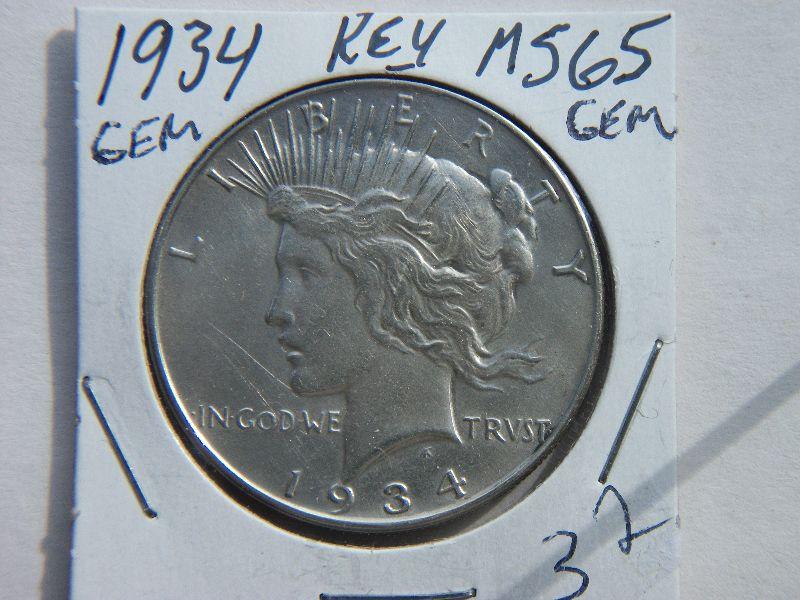 1934 KEY MS65
GEM GEM
LIBERTY
IN·GOD WE TRVST·
1934
32